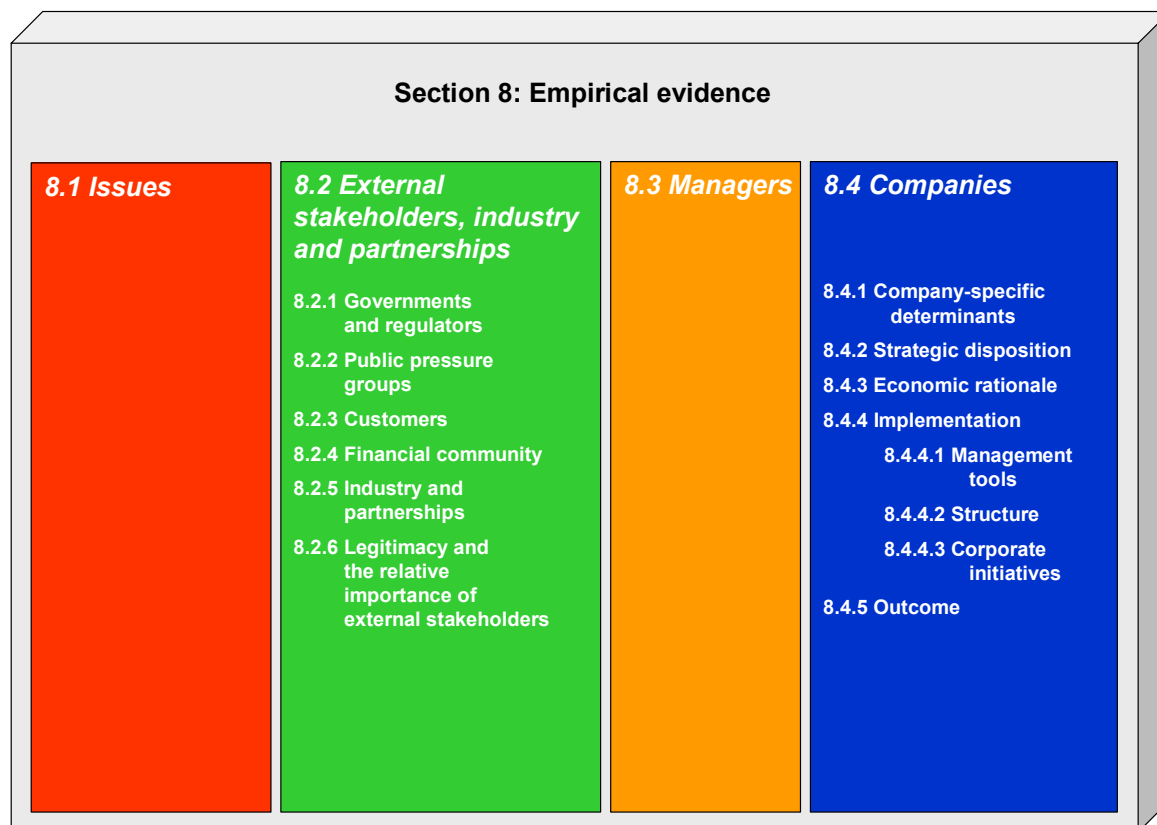 Section 8: Empirical evidence
8.1 Issues
8.2 External
stakeholders, industry
and partnerships
8.2.1 Governments
and regulators
8.2.2 Public pressure
groups
8.2.3 Customers
8.2.4 Financial community
8.2.5 Industry and
partnerships
8.2.6 Legitimacy and
the relative
importance of
external stakeholders
8.3 Managers
8.4 Companies
8.4.1 Company-specific
determinants
8.4.2 Strategic disposition
8.4.3 Economic rationale
8.4.4 Implementation
8.4.4.1 Management
tools
8.4.4.2 Structure
8.4.4.3 Corporate
initiatives
8.4.5 Outcome